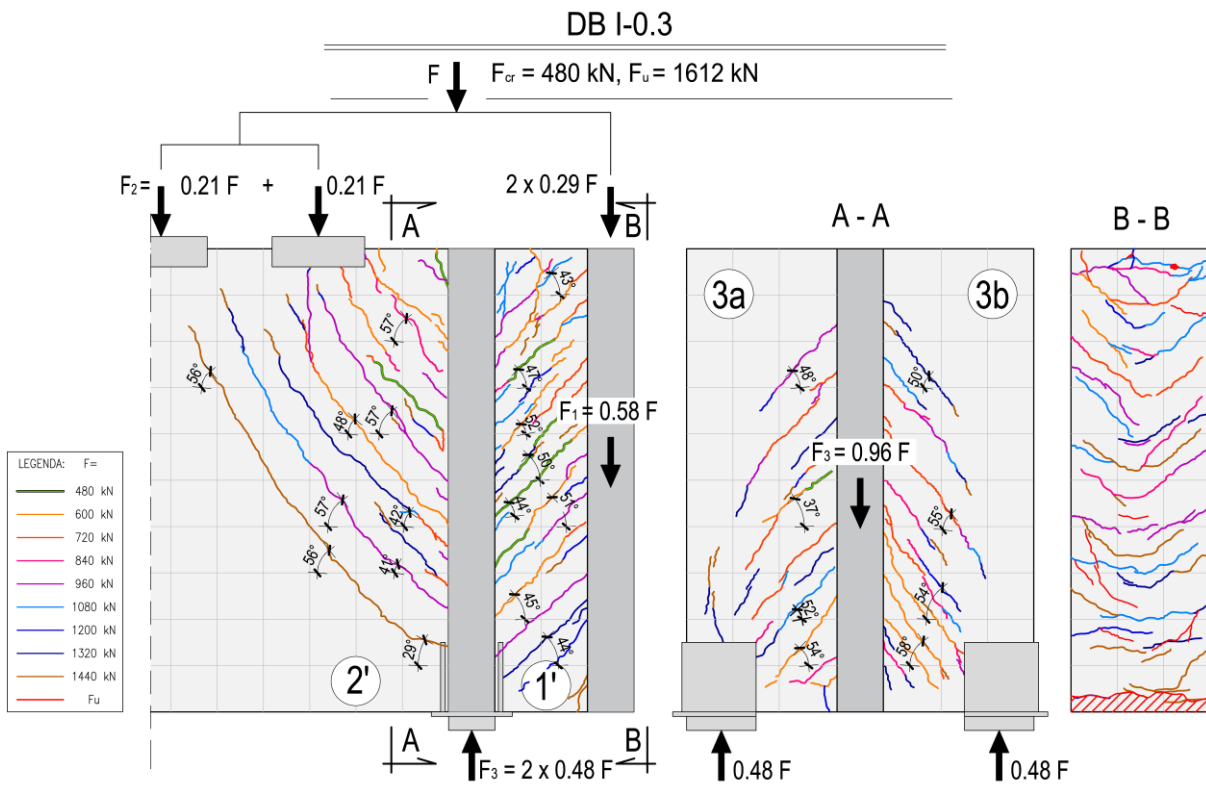 DB I-0.3
F
F_cr = 480 kN, F_u = 1612 kN
F₂ = 0.21 F + 0.21 F
2 x 0.29 F
A
B
A - A
B - B
3a
3b
43°
57°
56°
47°
48°
50°
48°
57°
52°
F₁ = 0.58 F
F₃ = 0.96 F
50°
LEGENDA: F=
480 kN
600 kN
720 kN
840 kN
960 kN
1080 kN
1200 kN
1320 kN
1440 kN
Fu
57°
42°
44°
51°
37°
55°
56°
41°
45°
52°
54°
29°
44°
54°
58°
2'
1'
A
B
F₃ = 2 x 0.48 F
0.48 F
0.48 F